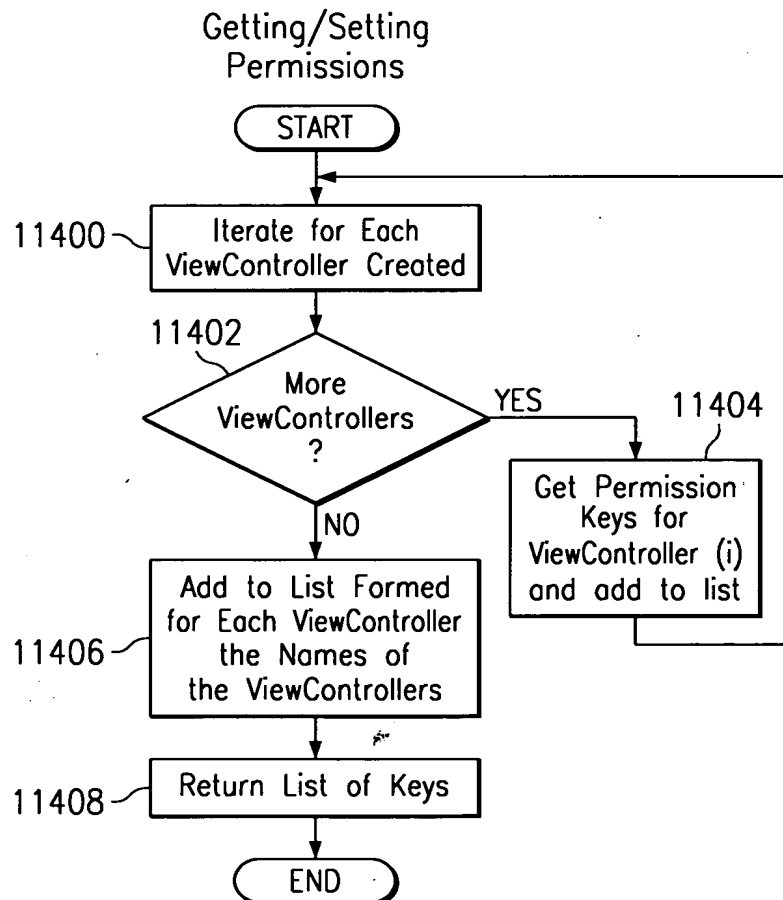 Getting/Setting
Permissions
START
11400
Iterate for Each
ViewController Created
11402
More
ViewControllers
?
YES
11404
Get Permission
Keys for
ViewController (i)
and add to list
NO
11406
Add to List Formed
for Each ViewController
the Names of
the ViewControllers
11408
Return List of Keys
END